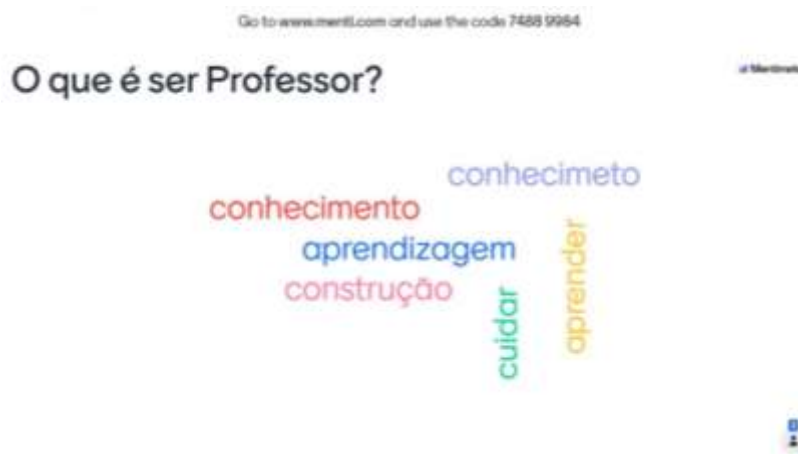 Go to www.menti.com and use the code 7488 9984
O que é ser Professor?
conhecimeto
conhecimento
aprendizagem
construção
cuidar
aprender